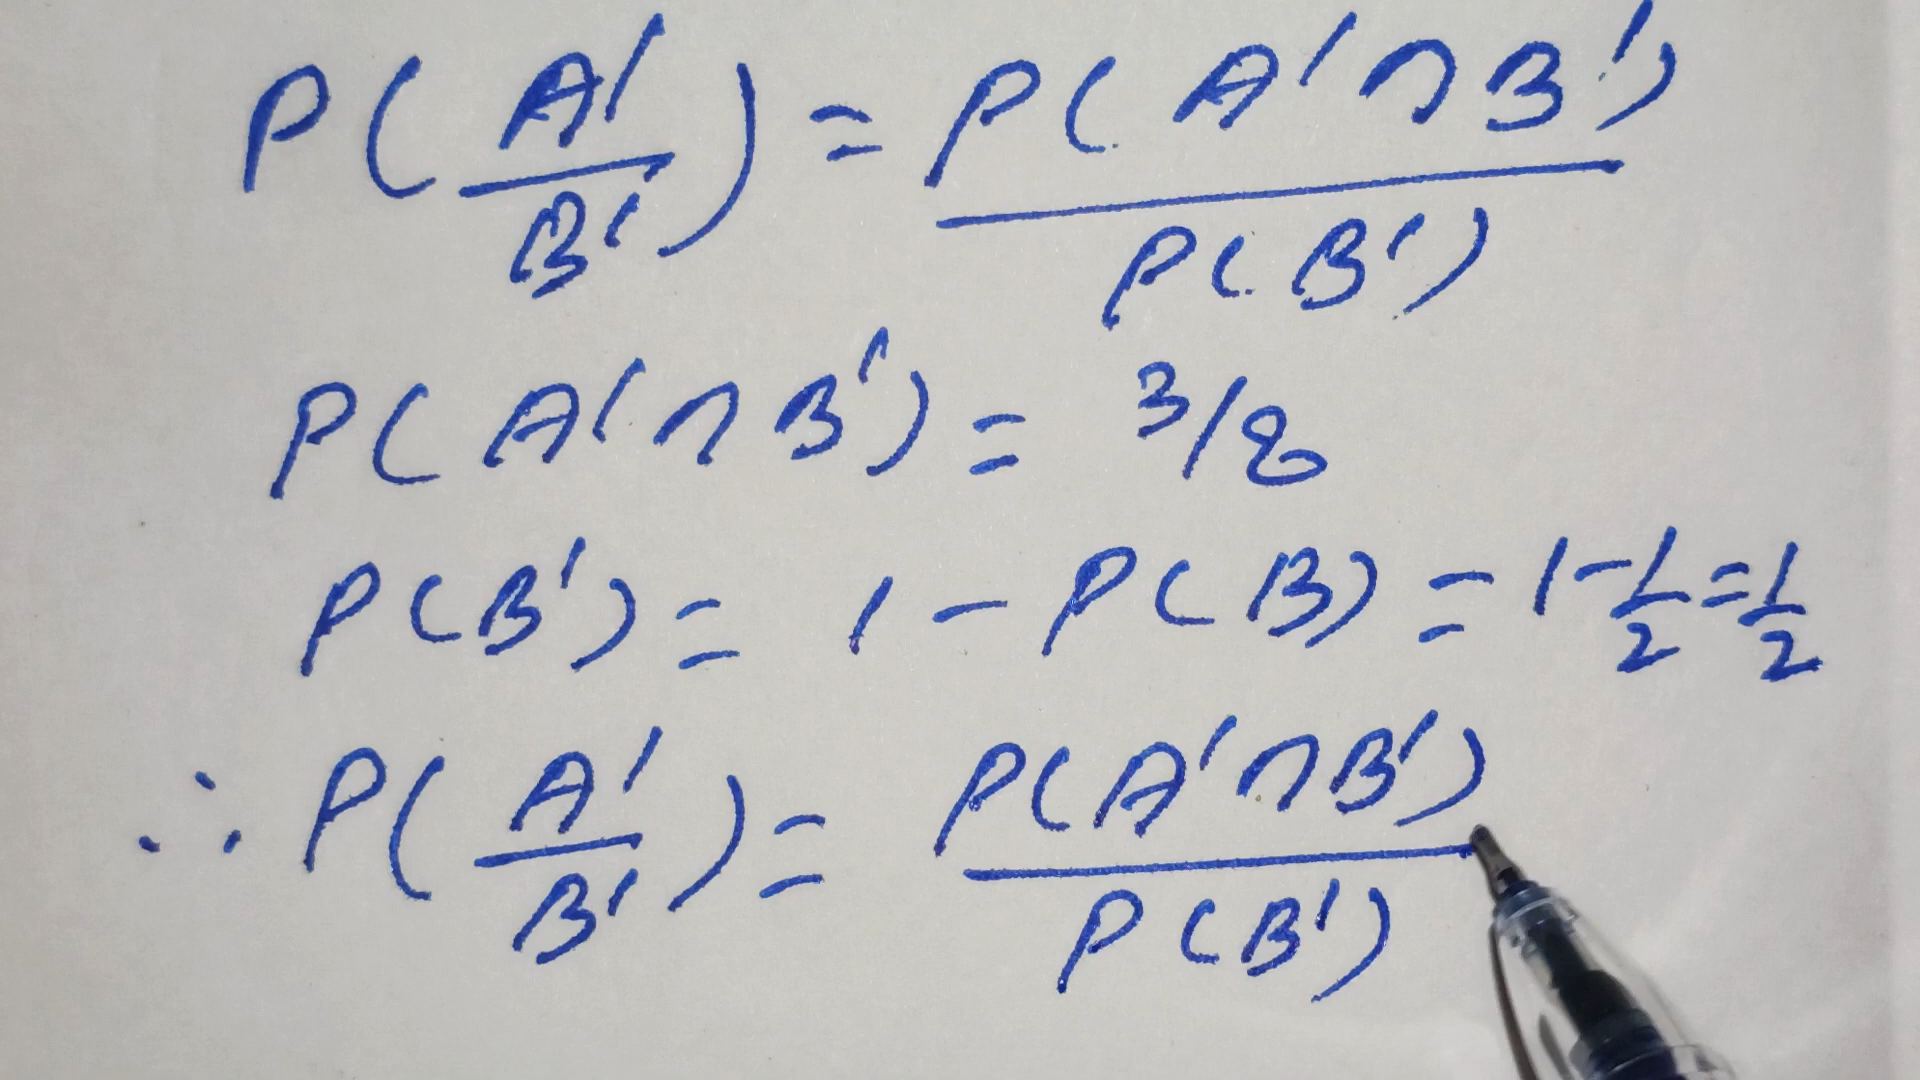 P(A'/B') = P(A'∩B')/P(B')
P(A'∩B') = 3/8
P(B') = 1 - P(B) = 1 - 1/2 = 1/2
∴ P(A'/B') = P(A'∩B')/P(B')